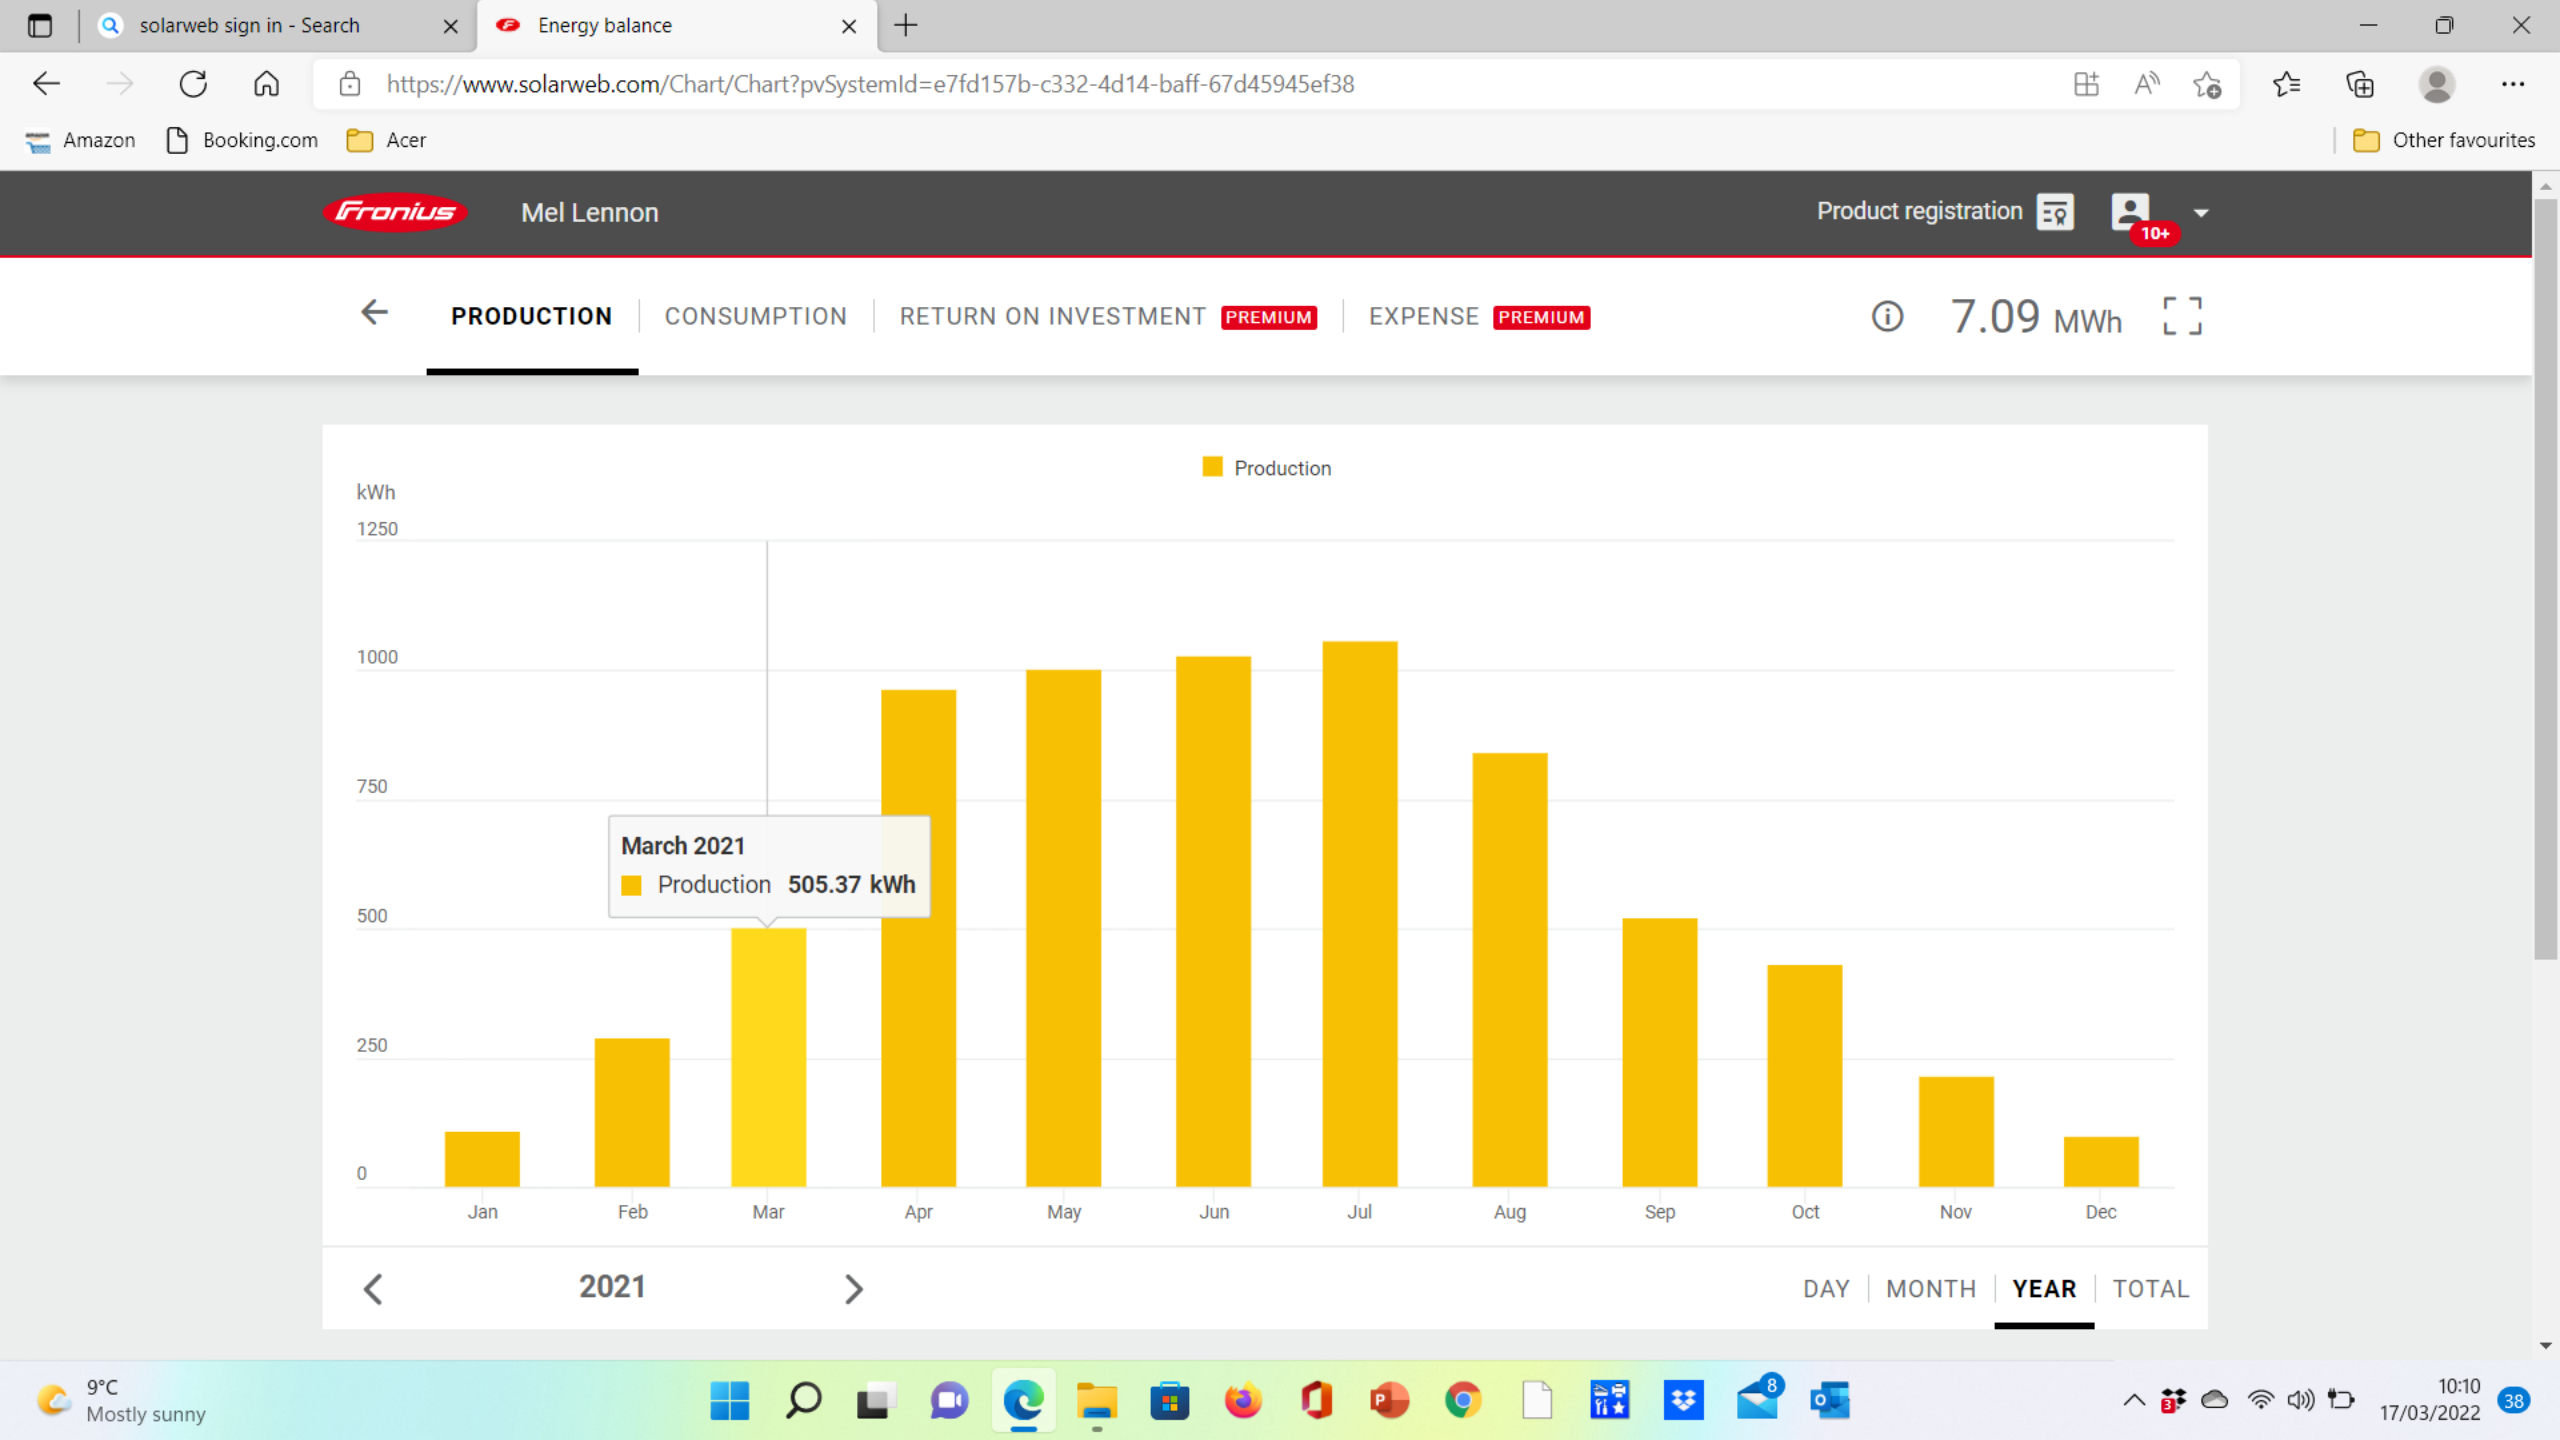 solarweb sign in - Search
Energy balance
https://www.solarweb.com/Chart/Chart?pvSystemId=e7fd157b-c332-4d14-baff-67d45945ef38
Amazon
Booking.com
Acer
Other favourites
Fronius
Mel Lennon
Product registration
10+
PRODUCTION
CONSUMPTION
RETURN ON INVESTMENT PREMIUM
EXPENSE PREMIUM
7.09 MWh
Production
kWh
1250
1000
750
500
250
0
March 2021
Production 505.37 kWh
Jan Feb Mar Apr May Jun Jul Aug Sep Oct Nov Dec
2021
DAY MONTH YEAR TOTAL
9°C
Mostly sunny
8
3
10:10
17/03/2022
38